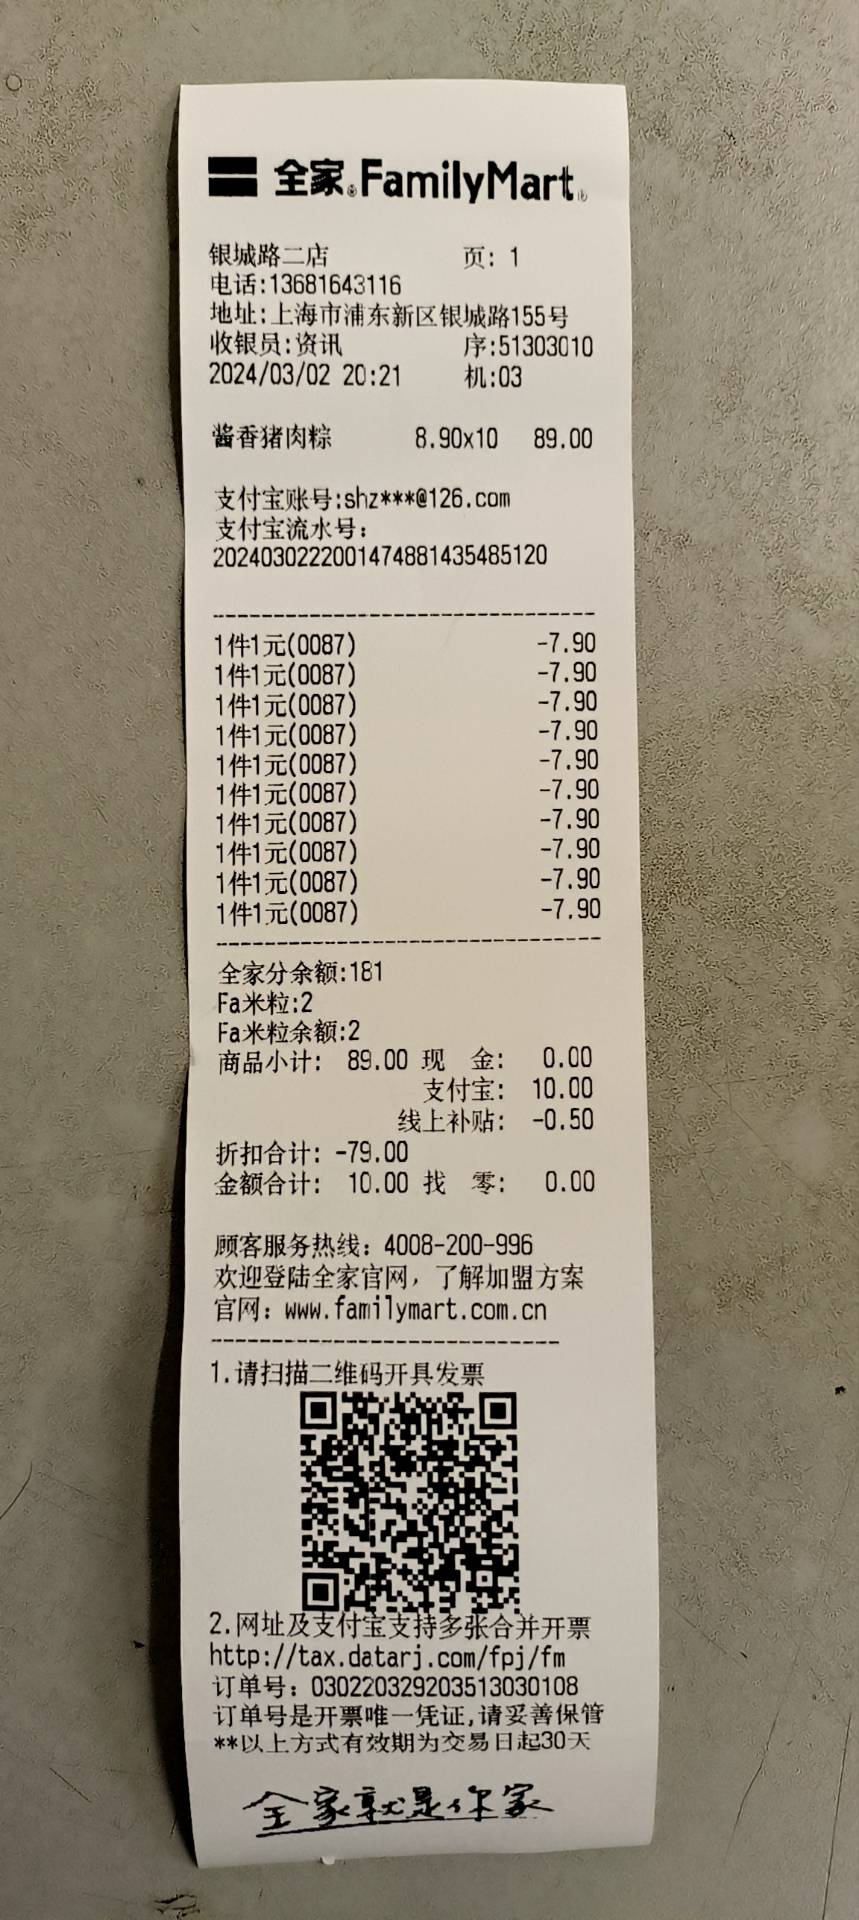 全家®FamilyMart®
银城路二店 页: 1
电话:13681643116
地址:上海市浦东新区银城路155号
收银员:资讯 序:51303010
2024/03/02 20:21 机:03
酱香猪肉粽 8.90x10 89.00
支付宝账号:shz***@126.com
支付宝流水号:
2024030222001474881435485120
1件1元(0087) -7.90
1件1元(0087) -7.90
1件1元(0087) -7.90
1件1元(0087) -7.90
1件1元(0087) -7.90
1件1元(0087) -7.90
1件1元(0087) -7.90
1件1元(0087) -7.90
1件1元(0087) -7.90
1件1元(0087) -7.90
全家分余额:181
Fa米粒:2
Fa米粒余额:2
商品小计: 89.00 现 金: 0.00
支付宝: 10.00
线上补贴: -0.50
折扣合计: -79.00
金额合计: 10.00 找 零: 0.00
顾客服务热线: 4008-200-996
欢迎登陆全家官网，了解加盟方案
官网: www.familymart.com.cn
1.请扫描二维码开具发票
2.网址及支付宝支持多张合并开票
http://tax.datarj.com/fpj/fm
订单号: 030220329203513030108
订单号是开票唯一凭证,请妥善保管
**以上方式有效期为交易日起30天
全家就是你家